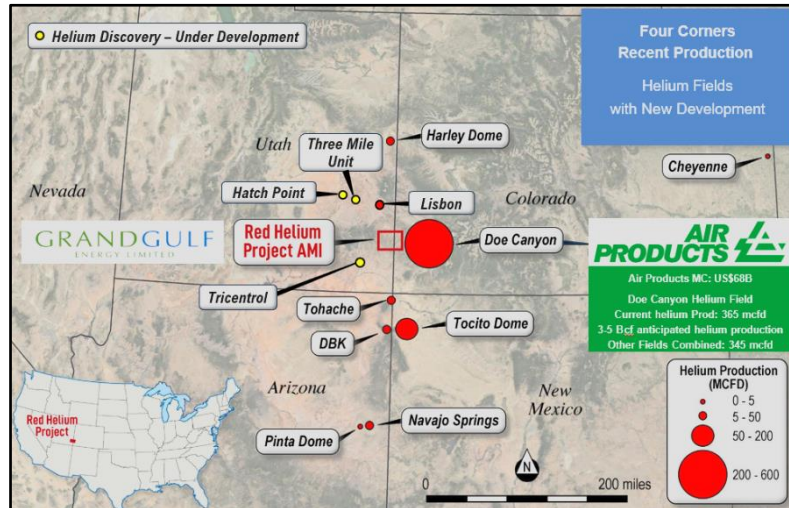 Helium Discovery – Under Development
Four Corners
Recent Production
Helium Fields
with New Development
Nevada
Utah
Three Mile
Unit
Harley Dome
Cheyenne
Hatch Point
Lisbon
Colorado
GRANDGULF
ENERGY LIMITED
Red Helium
Project AMI
Doe Canyon
AIR
PRODUCTS
Air Products MC: US$68B
Doe Canyon Helium Field
Current helium Prod: 365 mcfd
3-5 Bcf anticipated helium production
Other Fields Combined: 345 mcfd
Tricentrol
Tohache
DBK
Tocito Dome
Arizona
New
Mexico
Pinta Dome
Navajo Springs
Helium Production
(MCFD)
0 - 5
5 - 50
50 - 200
200 - 600
Red Helium
Project
N
0
200 miles